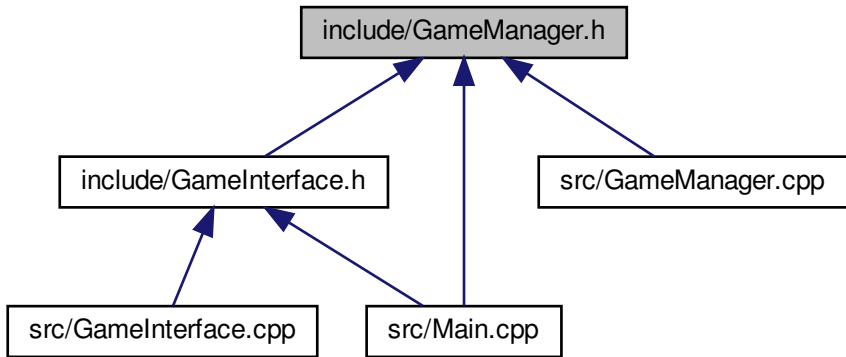 include/GameManager.h
include/GameInterface.h
src/GameManager.cpp
src/GameInterface.cpp
src/Main.cpp